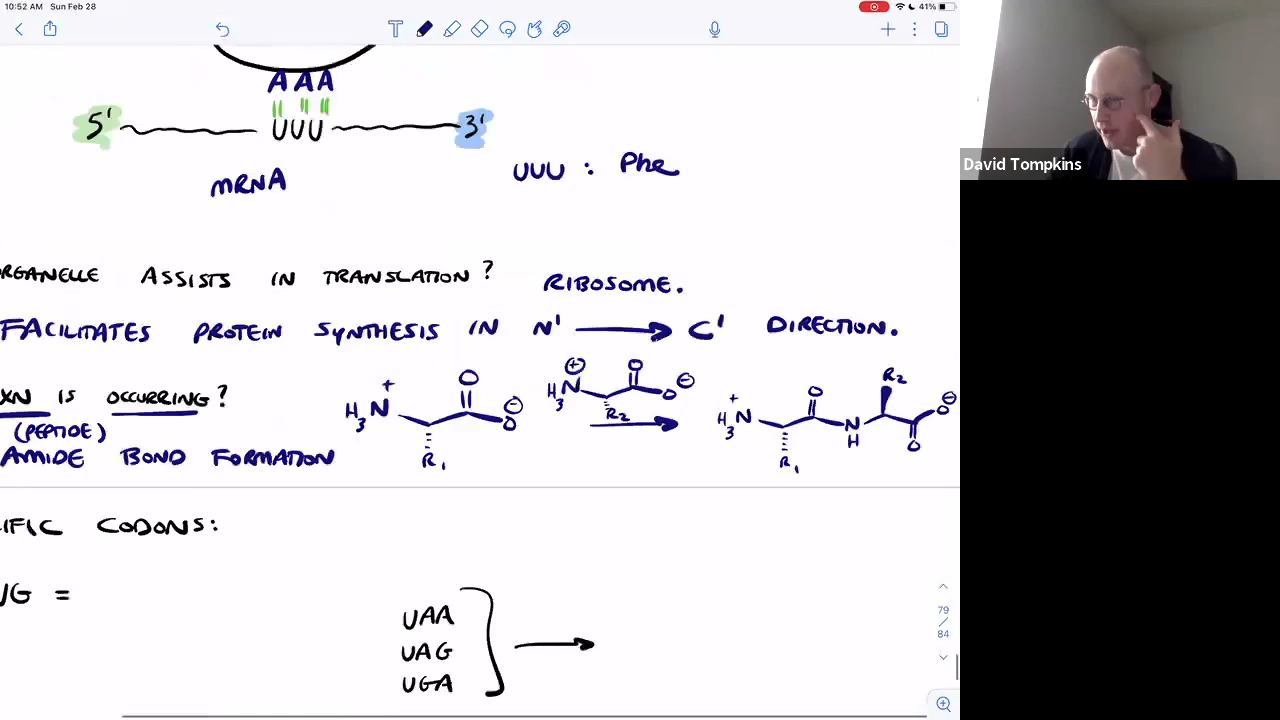 10:52 AM Sun Feb 28
41%
A A A
5' UUU 3'
mRNA
UUU : Phe
RGANELLE ASSISTS IN TRANSLATION? RIBOSOME.
FACILITATES PROTEIN SYNTHESIS IN N' → C' DIRECTION.
XN IS OCCURRING?
(PEPTIDE)
AMIDE BOND FORMATION
+ H3N O O ⊖ R1
⊕ H3N O O ⊖ R2
+ H3N O R1 N H R2 O O ⊖
IFIC CODONS:
UG =
UAA
UAG
UGA
79
/
84
David Tompkins